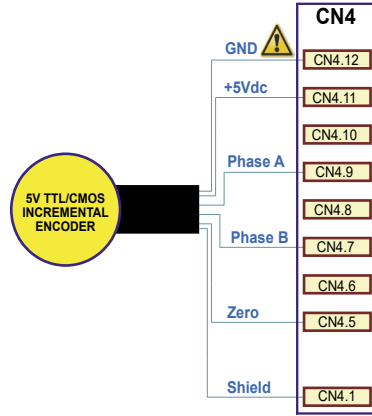 CN4
GND
CN4.12
+5Vdc
CN4.11
CN4.10
Phase A
CN4.9
5V TTL/CMOS
INCREMENTAL
ENCODER
CN4.8
Phase B
CN4.7
CN4.6
Zero
CN4.5
Shield
CN4.1